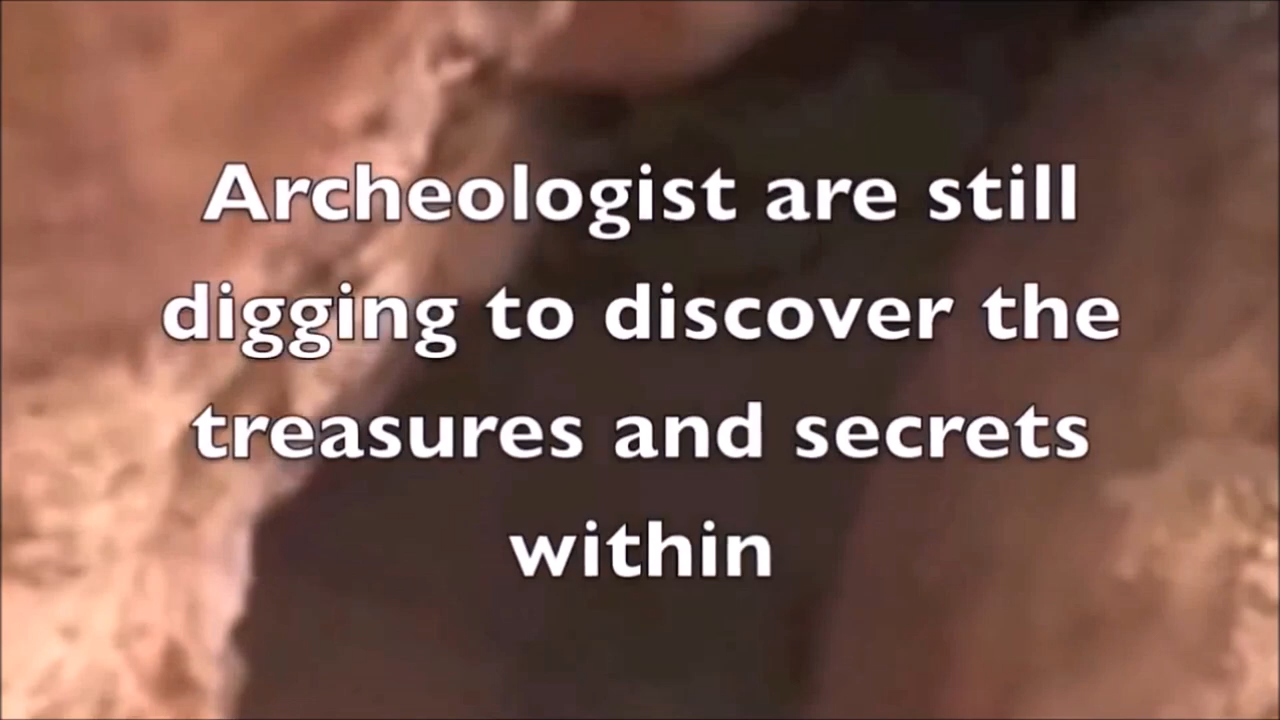 Archeologist are still
digging to discover the
treasures and secrets
within